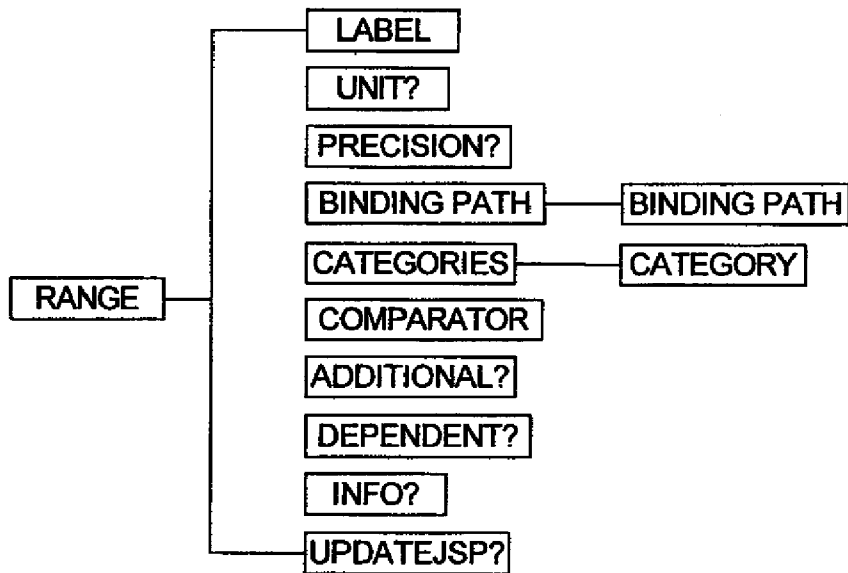 LABEL
UNIT?
PRECISION?
BINDING PATH BINDING PATH
CATEGORIES CATEGORY
RANGE
COMPARATOR
ADDITIONAL?
DEPENDENT?
INFO?
UPDATEJSP?